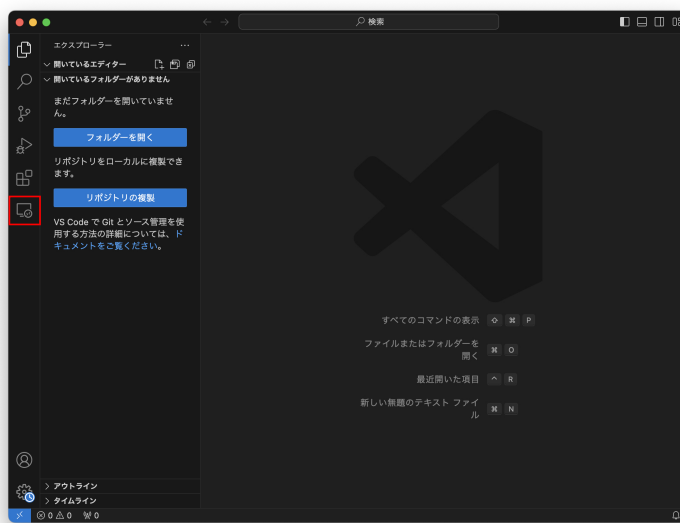 検索
エクスプローラー
開いているエディター
開いているフォルダーがありません
まだフォルダーを開いていませ
ん。
フォルダーを開く
リポジトリをローカルに複製でき
ます。
リポジトリの複製
VS Code で Git とソース管理を使
用する方法の詳細については、ド
キュメントをご覧ください。
すべてのコマンドの表示 ⇧ ⌘ P
ファイルまたはフォルダーを
開く ⌘ O
最近開いた項目 ^ R
新しい無題のテキスト ファイ
ル ⌘ N
アウトライン
タイムライン
0 0 0